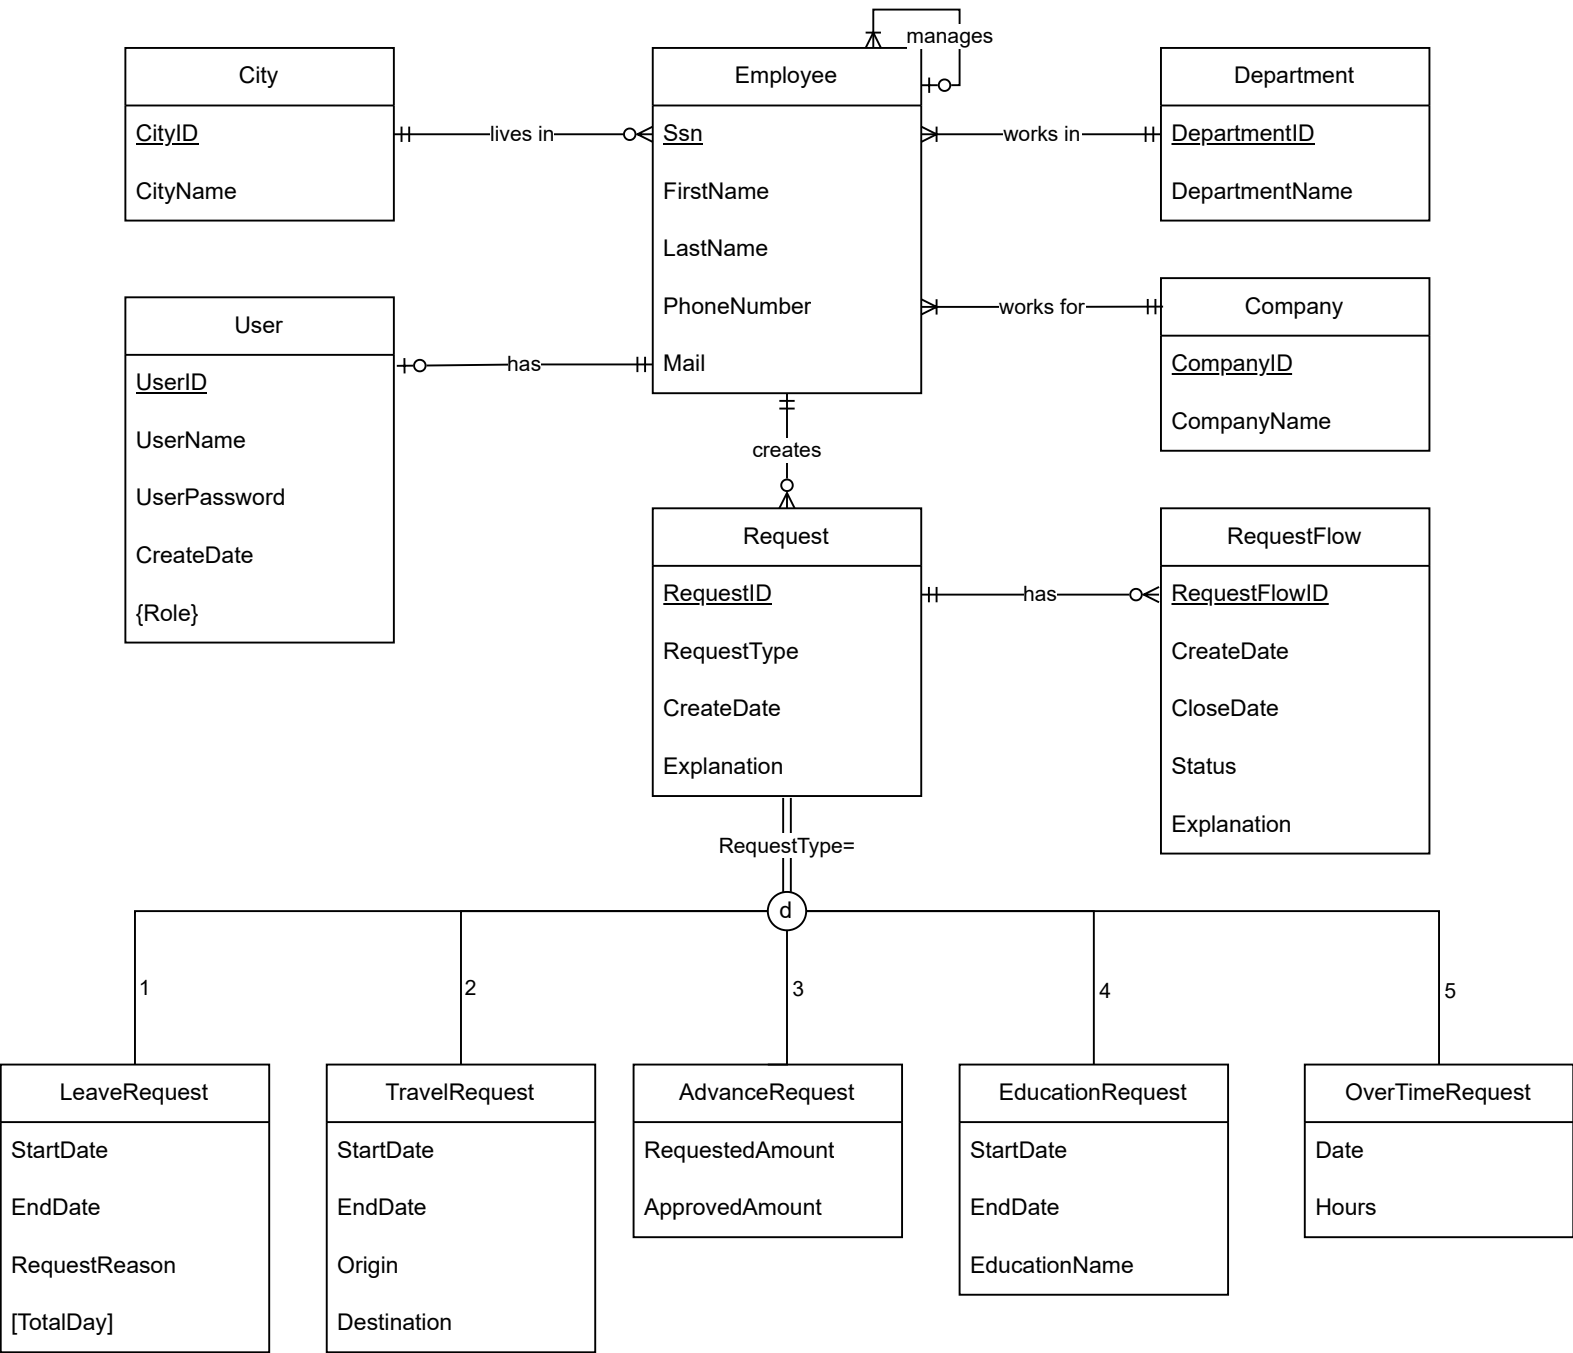 manages
City
CityID
CityName
lives in
Employee
Ssn
FirstName
LastName
PhoneNumber
Mail
works in
Department
DepartmentID
DepartmentName
User
UserID
UserName
UserPassword
CreateDate
{Role}
has
works for
Company
CompanyID
CompanyName
creates
Request
RequestID
RequestType
CreateDate
Explanation
has
RequestFlow
RequestFlowID
CreateDate
CloseDate
Status
Explanation
RequestType=
d
1
2
3
4
5
LeaveRequest
StartDate
EndDate
RequestReason
[TotalDay]
TravelRequest
StartDate
EndDate
Origin
Destination
AdvanceRequest
RequestedAmount
ApprovedAmount
EducationRequest
StartDate
EndDate
EducationName
OverTimeRequest
Date
Hours